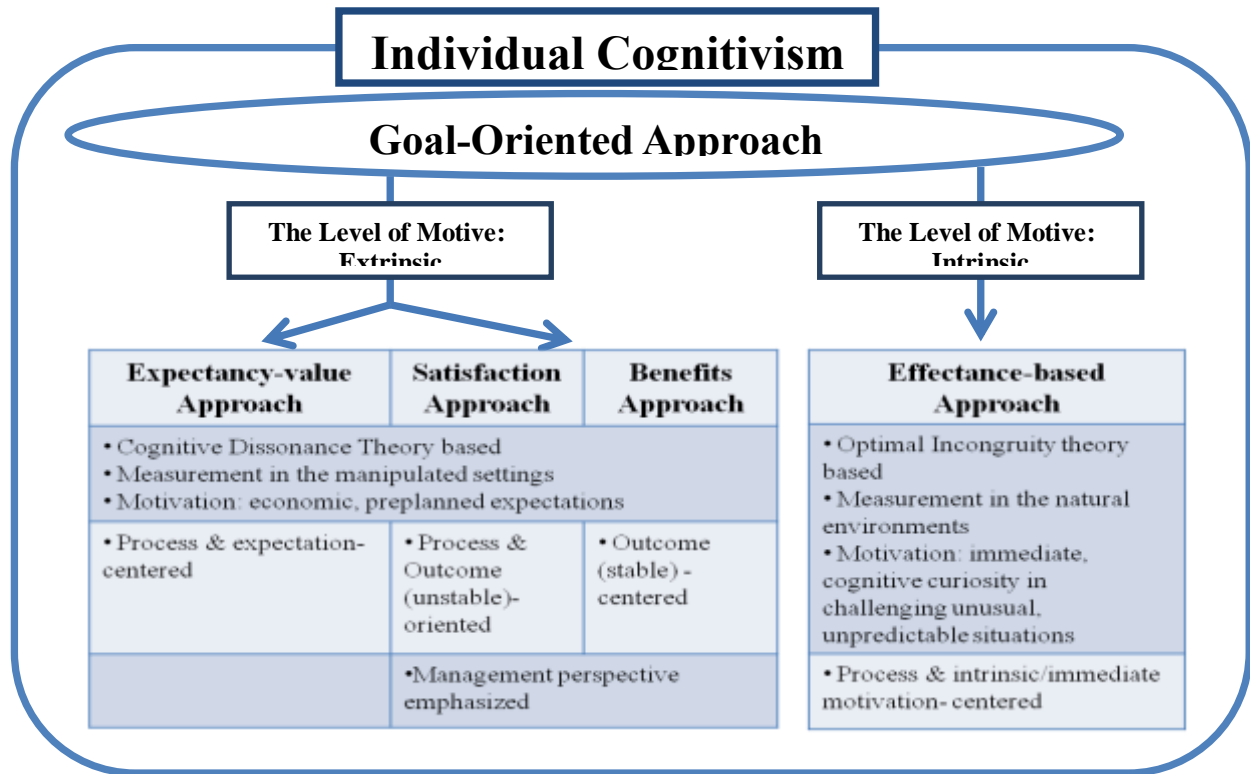 Individual Cognitivism
Goal-Oriented Approach
The Level of Motive:
Extrinsic
The Level of Motive:
Intrinsic
Expectancy-value
Approach
Satisfaction
Approach
Benefits
Approach
• Cognitive Dissonance Theory based
• Measurement in the manipulated settings
• Motivation: economic, preplanned expectations
• Process & expectation-
centered
• Process &
Outcome
(unstable)-
oriented
• Outcome
(stable) -
centered
•Management perspective
emphasized
Effectance-based
Approach
• Optimal Incongruity theory
based
• Measurement in the natural
environments
• Motivation: immediate,
cognitive curiosity in
challenging unusual,
unpredictable situations
• Process & intrinsic/immediate
motivation- centered